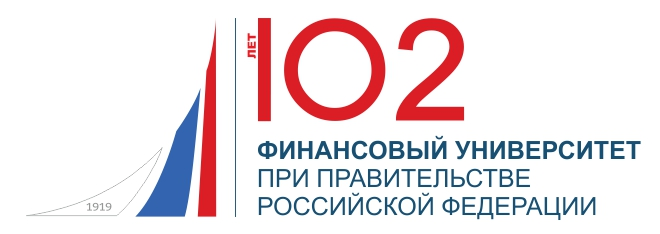 1919
ЛЕТ
102
ФИНАНСОВЫЙ УНИВЕРСИТЕТ
ПРИ ПРАВИТЕЛЬСТВЕ
РОССИЙСКОЙ ФЕДЕРАЦИИ